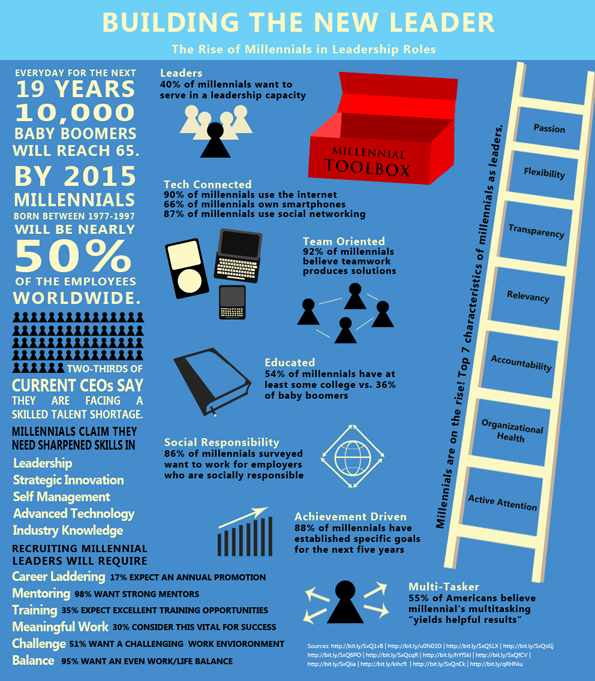 BUILDING THE NEW LEADER
The Rise of Millennials in Leadership Roles
EVERYDAY FOR THE NEXT
19 YEARS
10,000
BABY BOOMERS
WILL REACH 65.
BY 2015
MILLENNIALS
BORN BETWEEN 1977-1997
WILL BE NEARLY
50%
OF THE EMPLOYEES
WORLDWIDE.
TWO-THIRDS OF
CURRENT CEOs SAY
THEY ARE FACING A
SKILLED TALENT SHORTAGE.
MILLENNIALS CLAIM THEY
NEED SHARPENED SKILLS IN
Leadership
Strategic Innovation
Self Management
Advanced Technology
Industry Knowledge
RECRUITING MILLENNIAL
LEADERS WILL REQUIRE
Career Laddering 17% EXPECT AN ANNUAL PROMOTION
Mentoring 98% WANT STRONG MENTORS
Training 35% EXPECT EXCELLENT TRAINING OPPORTUNITIES
Meaningful Work 30% CONSIDER THIS VITAL FOR SUCCESS
Challenge 51% WANT A CHALLENGING WORK ENVIORONMENT
Balance 95% WANT AN EVEN WORK/LIFE BALANCE
Leaders
40% of millennials want to
serve in a leadership capacity
MILLENNIAL
TOOLBOX
Tech Connected
90% of millennials use the internet
66% of millennials own smartphones
87% of millennials use social networking
Team Oriented
92% of millennials
believe teamwork
produces solutions
Educated
54% of millennials have at
least some college vs. 36%
of baby boomers
Social Responsibility
86% of millennials surveyed
want to work for employers
who are socially responsible
Achievement Driven
88% of millennials have
established specific goals
for the next five years
Multi-Tasker
55% of Americans believe
millennial's multitasking
"yields helpful results"
Millennials are on the rise! Top 7 characteristics of millennials as leaders.
Passion
Flexibility
Transparency
Relevancy
Accountability
Organizational
Health
Active Attention
Sources: http://bit.ly/SxQ1vB | http://bit.ly/u0N03D | http://bit.ly/SxQSLX | http://bit.ly/SxQsGj
http://bit.ly/SxQ6PO | http://bit.ly/SxQcqR | http://bit.ly/hYf5kI | http://bit.ly/SxQfCV |
http://bit.ly/SxQiia | http://bit.ly/kihcfI | http://bit.ly/SxQnCk | http://bit.ly/qRHNiu